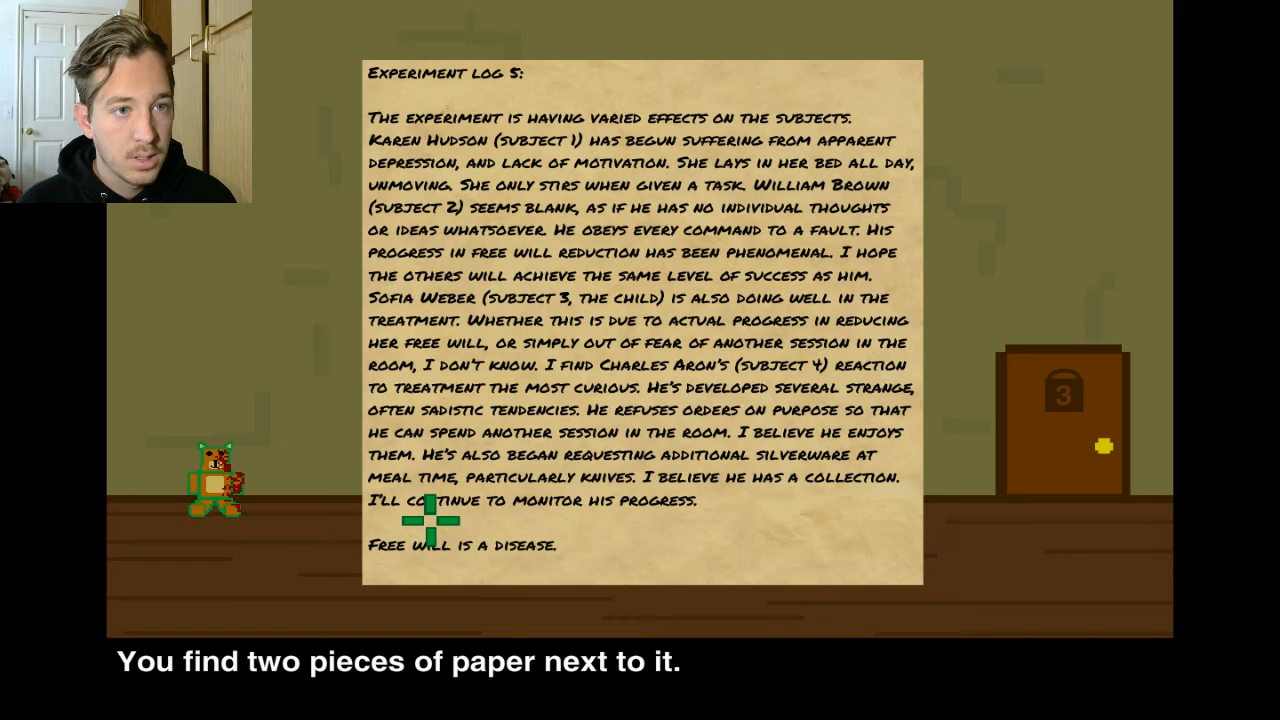 EXPERIMENT LOG 5:
THE EXPERIMENT IS HAVING VARIED EFFECTS ON THE SUBJECTS.
KAREN HUDSON (SUBJECT 1) HAS BEGUN SUFFERING FROM APPARENT
DEPRESSION, AND LACK OF MOTIVATION. SHE LAYS IN HER BED ALL DAY,
UNMOVING. SHE ONLY STIRS WHEN GIVEN A TASK. WILLIAM BROWN
(SUBJECT 2) SEEMS BLANK, AS IF HE HAS NO INDIVIDUAL THOUGHTS
OR IDEAS WHATSOEVER. HE OBEYS EVERY COMMAND TO A FAULT. HIS
PROGRESS IN FREE WILL REDUCTION HAS BEEN PHENOMENAL. I HOPE
THE OTHERS WILL ACHIEVE THE SAME LEVEL OF SUCCESS AS HIM.
SOFIA WEBER (SUBJECT 3, THE CHILD) IS ALSO DOING WELL IN THE
TREATMENT. WHETHER THIS IS DUE TO ACTUAL PROGRESS IN REDUCING
HER FREE WILL, OR SIMPLY OUT OF FEAR OF ANOTHER SESSION IN THE
ROOM, I DON'T KNOW. I FIND CHARLES ARON'S (SUBJECT 4) REACTION
TO TREATMENT THE MOST CURIOUS. HE'S DEVELOPED SEVERAL STRANGE,
OFTEN SADISTIC TENDENCIES. HE REFUSES ORDERS ON PURPOSE SO THAT
HE CAN SPEND ANOTHER SESSION IN THE ROOM. I BELIEVE HE ENJOYS
THEM. HE'S ALSO BEGAN REQUESTING ADDITIONAL SILVERWARE AT
MEAL TIME, PARTICULARLY KNIVES. I BELIEVE HE HAS A COLLECTION.
I'LL CONTINUE TO MONITOR HIS PROGRESS.
FREE WILL IS A DISEASE.
3
You find two pieces of paper next to it.